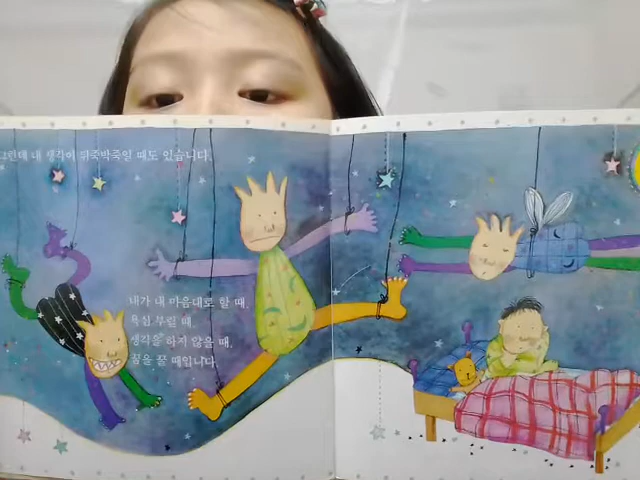 그런데 내 생각이 뒤죽박죽일 때도 있습니다.
내가 내 마음대로 할 때,
욕심 부릴 때,
생각을 하지 않을 때,
꿈을 꿀 때입니다.